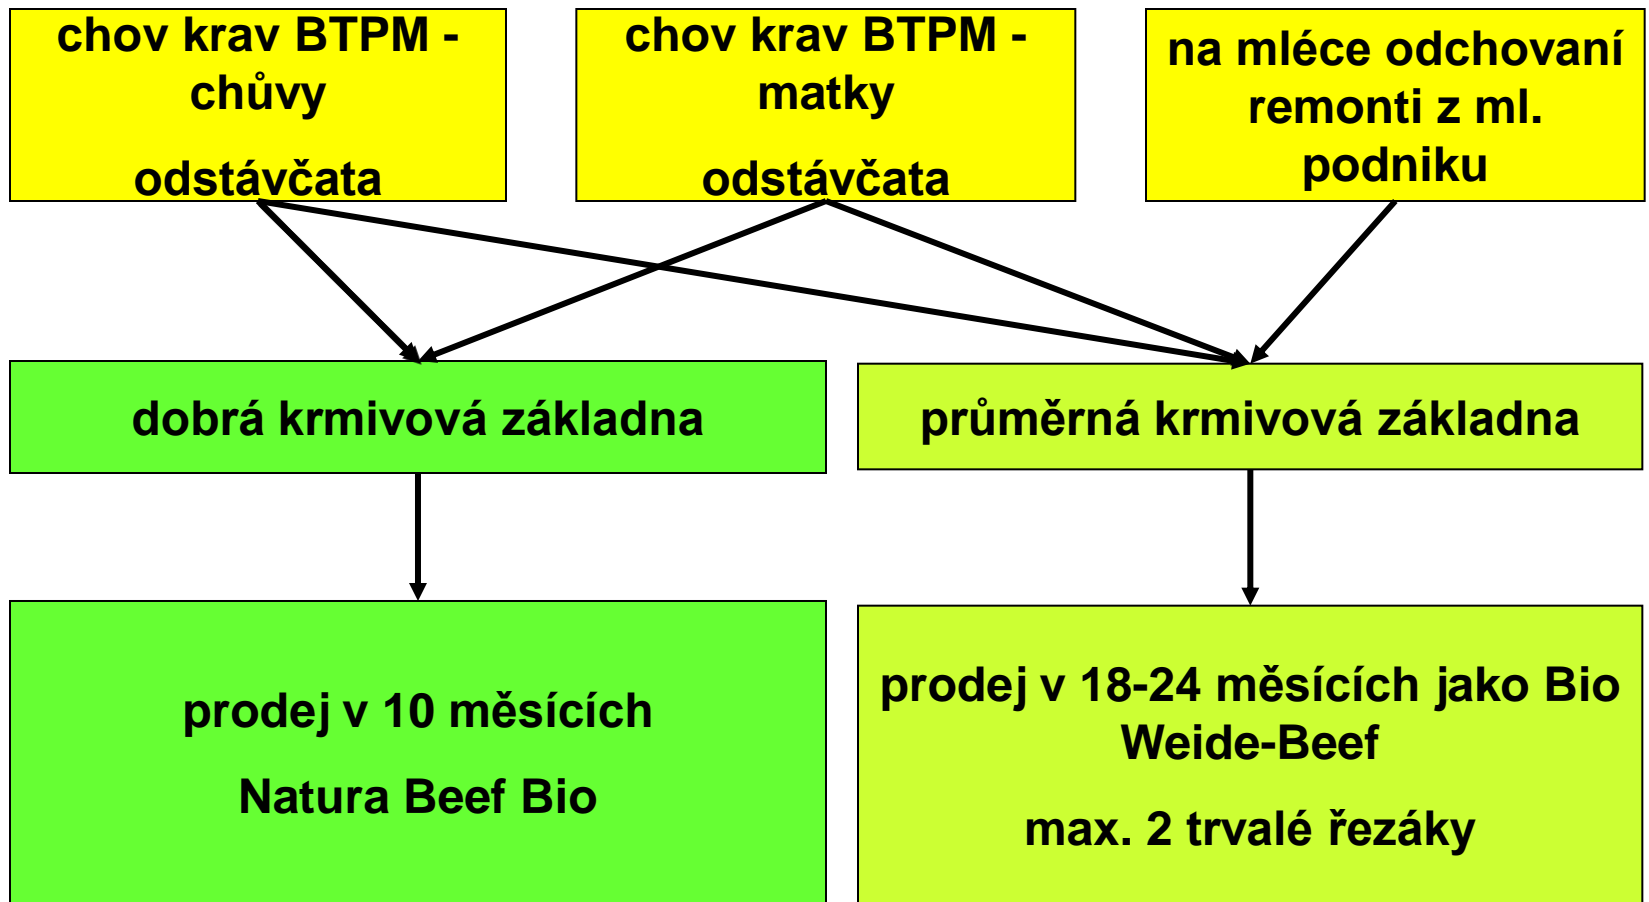 chov krav BTPM -
chůvy
odstávčata
chov krav BTPM -
matky
odstávčata
na mléce odchovaní
remonti z ml.
podniku
dobrá krmivová základna
průměrná krmivová základna
prodej v 10 měsících
Natura Beef Bio
prodej v 18-24 měsících jako Bio
Weide-Beef
max. 2 trvalé řezáky